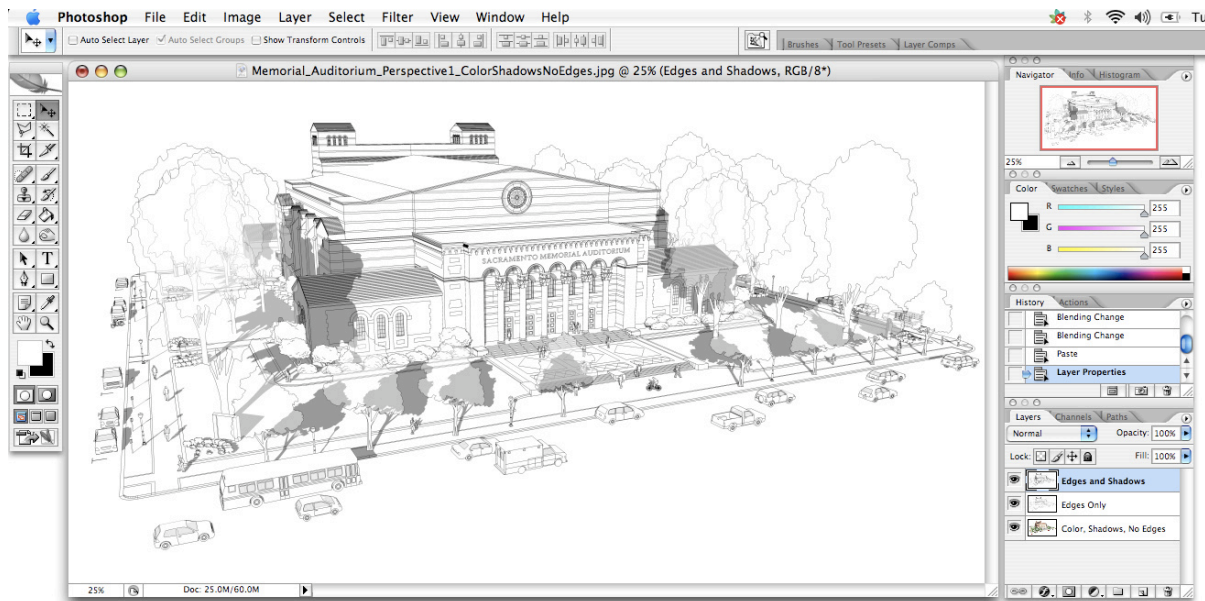 Photoshop File Edit Image Layer Select Filter View Window Help Tu
Auto Select Layer Auto Select Groups Show Transform Controls
Brushes Tool Presets Layer Comps
Memorial_Auditorium_Perspective1_ColorShadowsNoEdges.jpg @ 25% (Edges and Shadows, RGB/8*)
Navigator Info Histogram
25%
Color Swatches Styles
R 255
G 255
B 255
SACRAMENTO MEMORIAL AUDITORIUM
History Actions
Blending Change
Blending Change
Paste
Layer Properties
Layers Channels Paths
Normal Opacity: 100%
Lock: Fill: 100%
Edges and Shadows
Edges Only
Color, Shadows, No Edges
25% Doc: 25.0M/60.0M